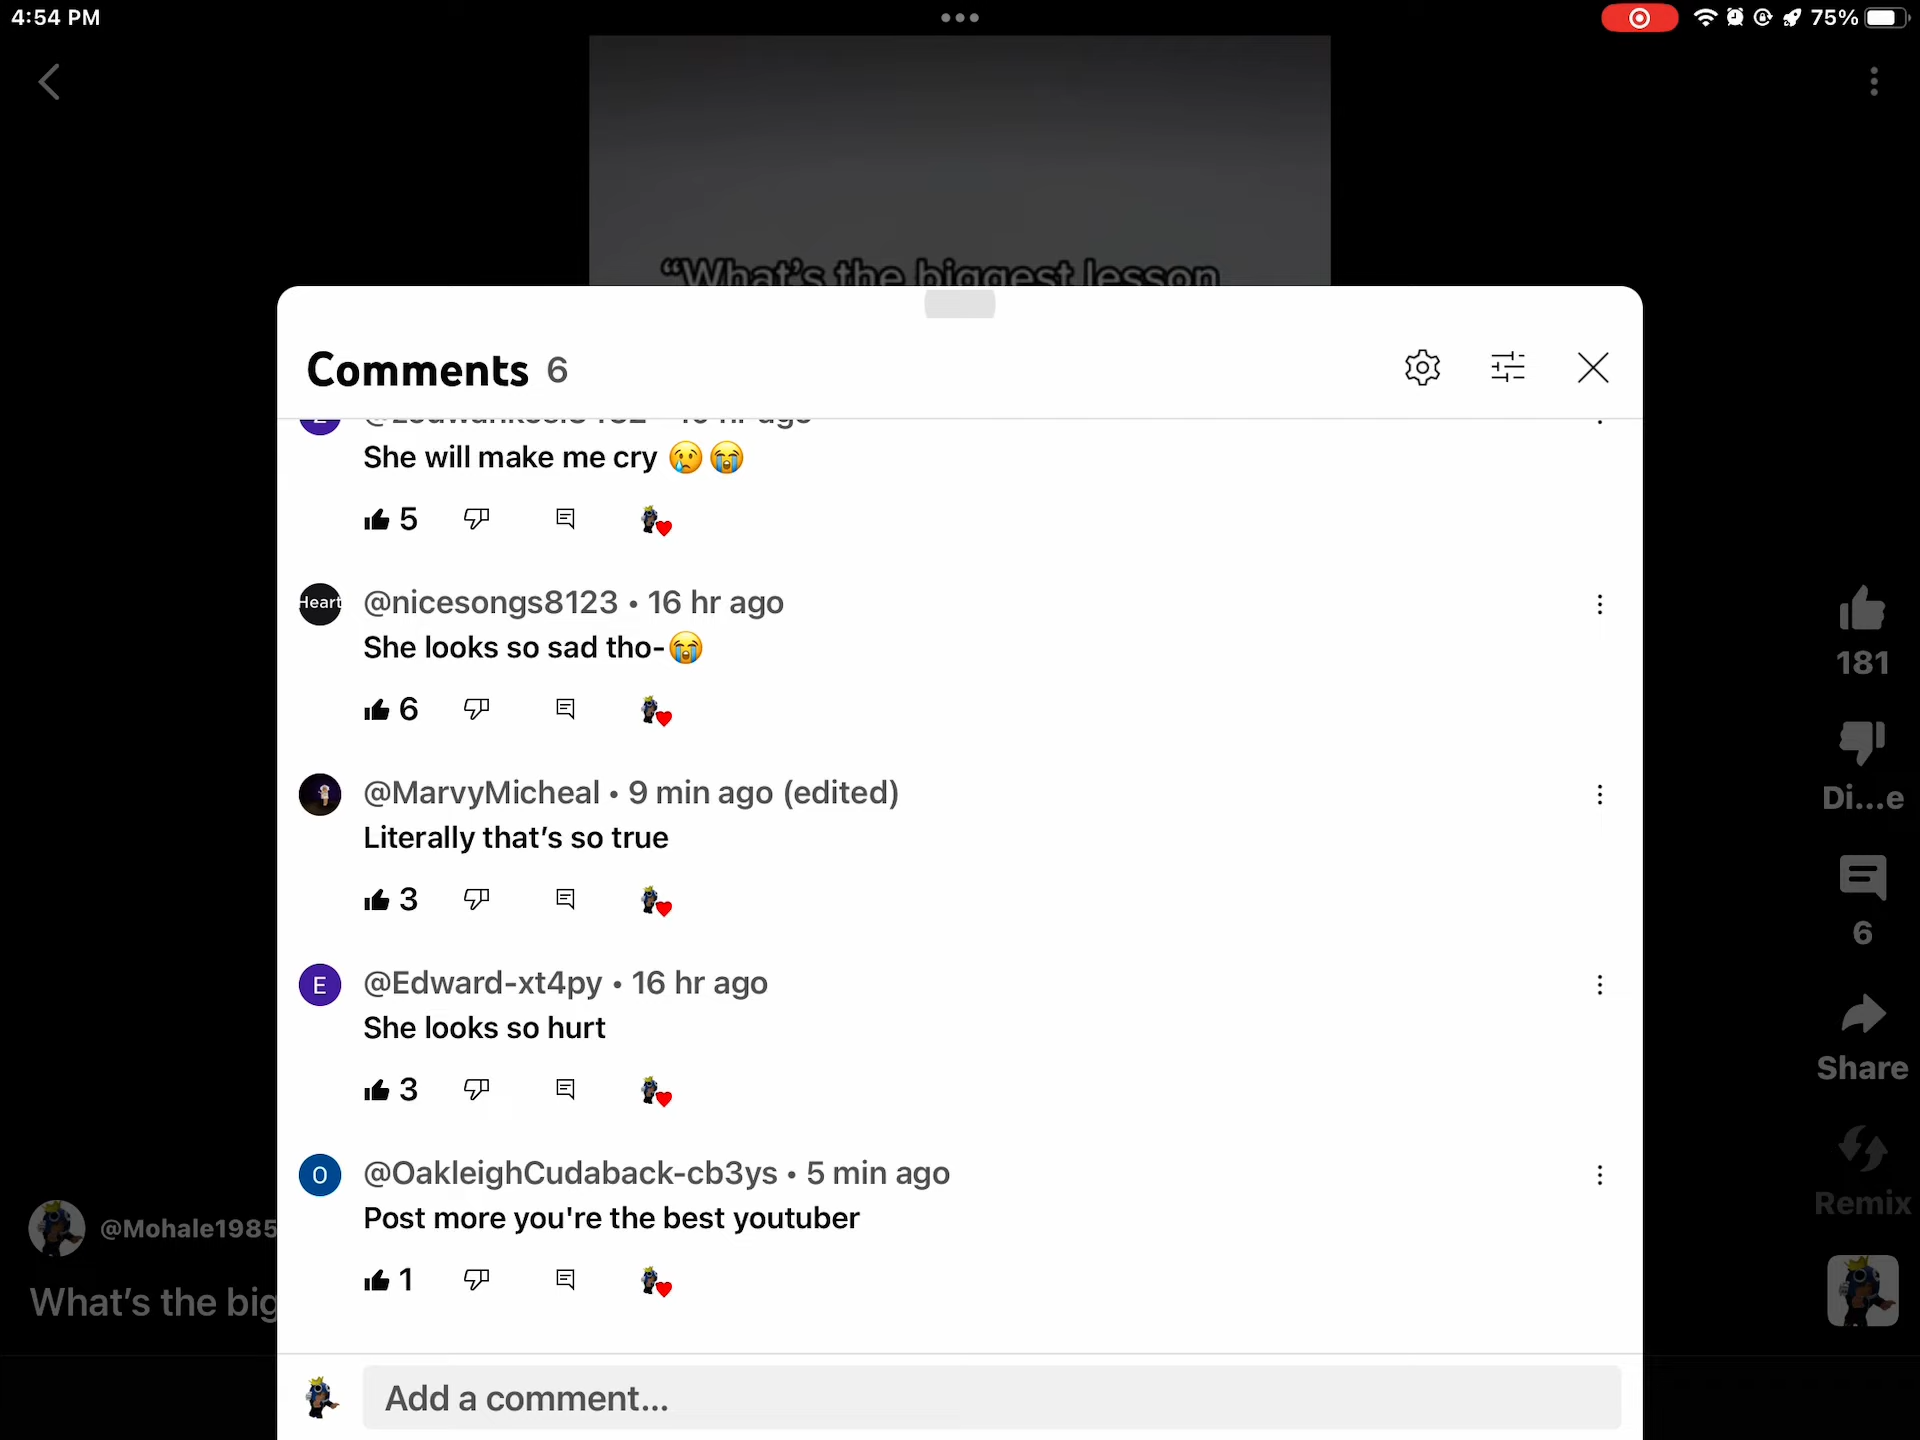 4:54 PM
75%
“What's the biggest lesson
Comments 6
She will make me cry 😢😭
5
Heart
@nicesongs8123 • 16 hr ago
She looks so sad tho-😭
6
@MarvyMicheal • 9 min ago (edited)
Literally that’s so true
3
E
@Edward-xt4py • 16 hr ago
She looks so hurt
3
O
@OakleighCudaback-cb3ys • 5 min ago
Post more you're the best youtuber
1
Add a comment...
181
Di...e
6
Share
Remix
@Mohale1985
What’s the big